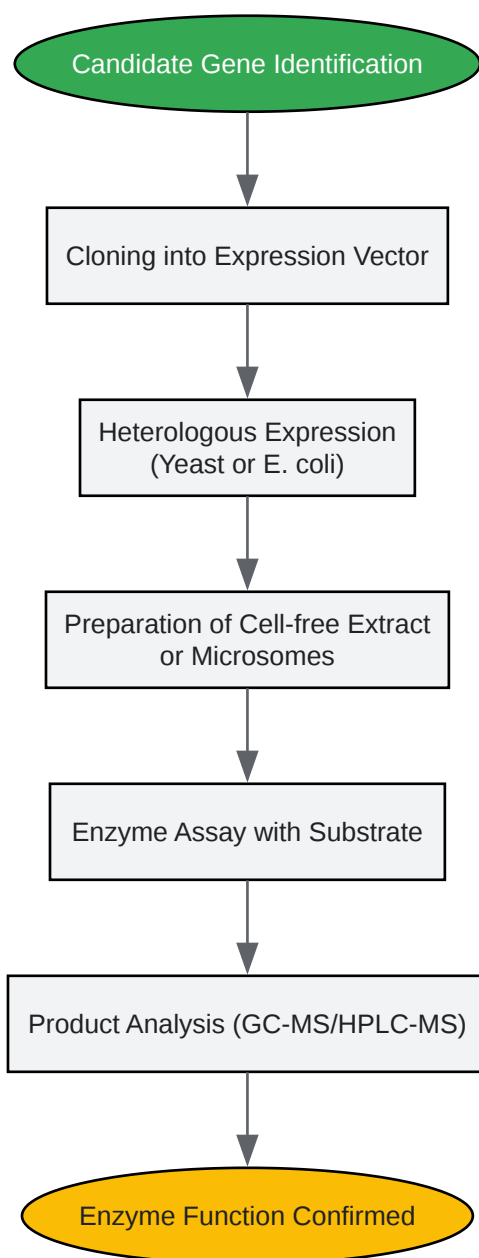 Candidate Gene Identification
Cloning into Expression Vector
Heterologous Expression
(Yeast or E. coli)
Preparation of Cell-free Extract
or Microsomes
Enzyme Assay with Substrate
Product Analysis (GC-MS/HPLC-MS)
Enzyme Function Confirmed